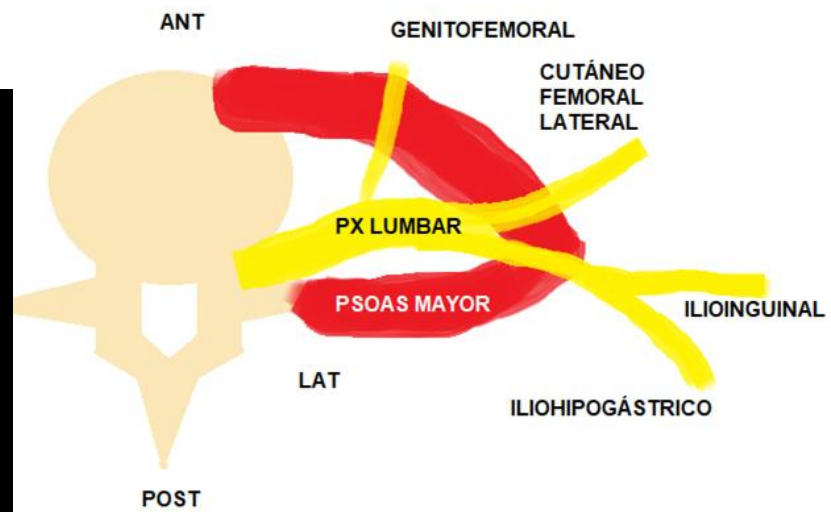 ANT
GENITOFEMORAL
CUTÁNEO
FEMORAL
LATERAL
PX LUMBAR
PSOAS MAYOR
ILIOINGUINAL
LAT
ILIOHIPOGÁSTRICO
POST